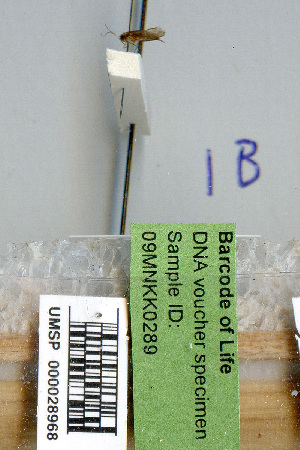 1B
Barcode of Life
DNA voucher specimen
Sample ID:
09MNKK0289
UMSP 000028968